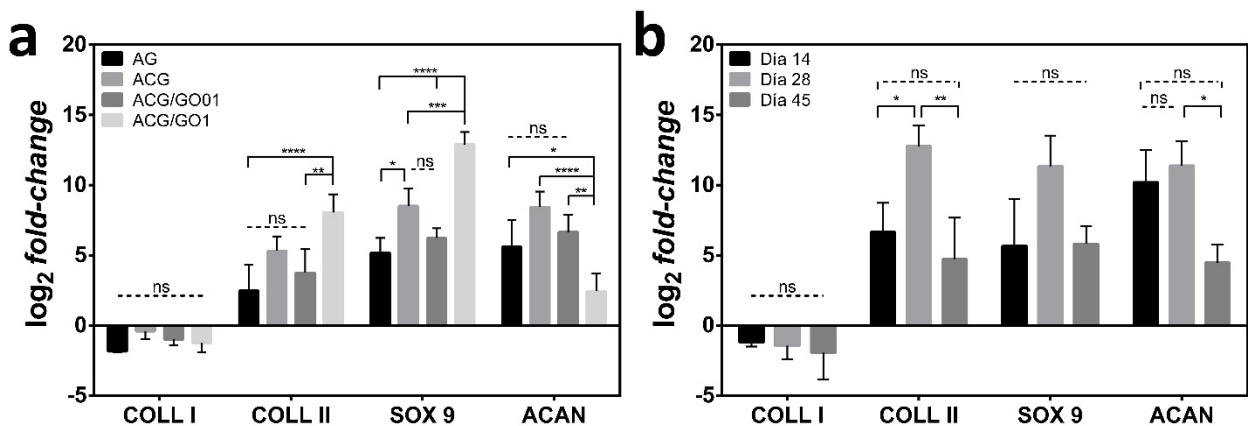 a
20
15
10
5
0
-5
log2 fold-change
AG
ACG
ACG/GO01
ACG/GO1
ns
ns
****
**
*
ns
****
***
ns
*
****
**
COLL I
COLL II
SOX 9
ACAN
b
20
15
10
5
0
-5
log2 fold-change
Día 14
Día 28
Día 45
ns
ns
*
**
ns
ns
ns
*
COLL I
COLL II
SOX 9
ACAN